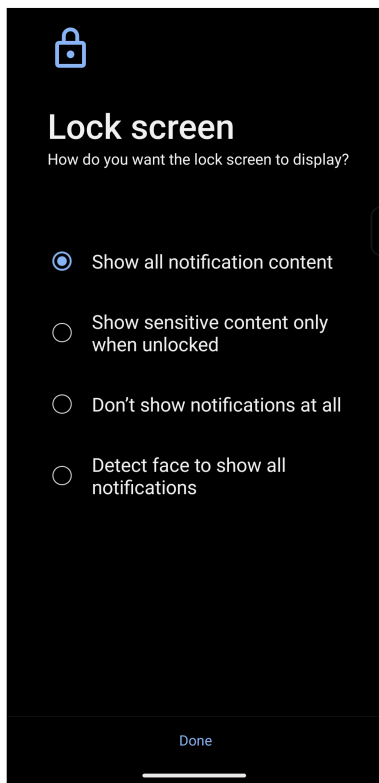 Lock screen
How do you want the lock screen to display?
Show all notification content
Show sensitive content only
when unlocked
Don't show notifications at all
Detect face to show all
notifications
Done